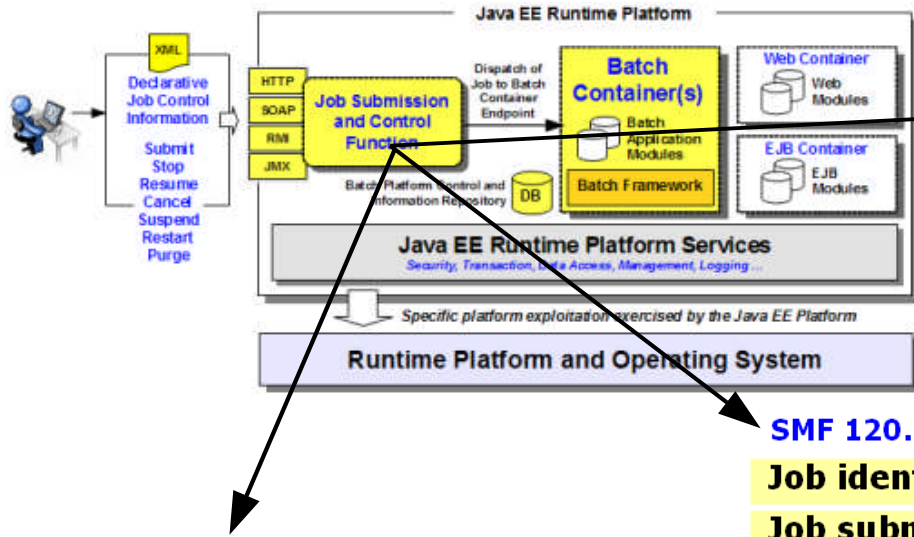 Java EE Runtime Platform
XML
Declarative
Job Control
Information
Submit
Stop
Resume
Cancel
Suspend
Restart
Purge
HTTP
SOAP
RMI
JMX
Job Submission
and Control
Function
Dispatch of
Job to Batch
Container
Endpoint
Batch
Container(s)
Batch
Application
Modules
Batch Framework
Web Container
Web
Modules
EJB Container
EJB
Modules
Batch Platform Control and
Information Repository
DB
Java EE Runtime Platform Services
Security, Transaction, Data Access, Management, Logging ...
Specific platform exploitation exercised by the Java EE Platform
Runtime Platform and Operating System
SMF 120.
Job ident
Job subm